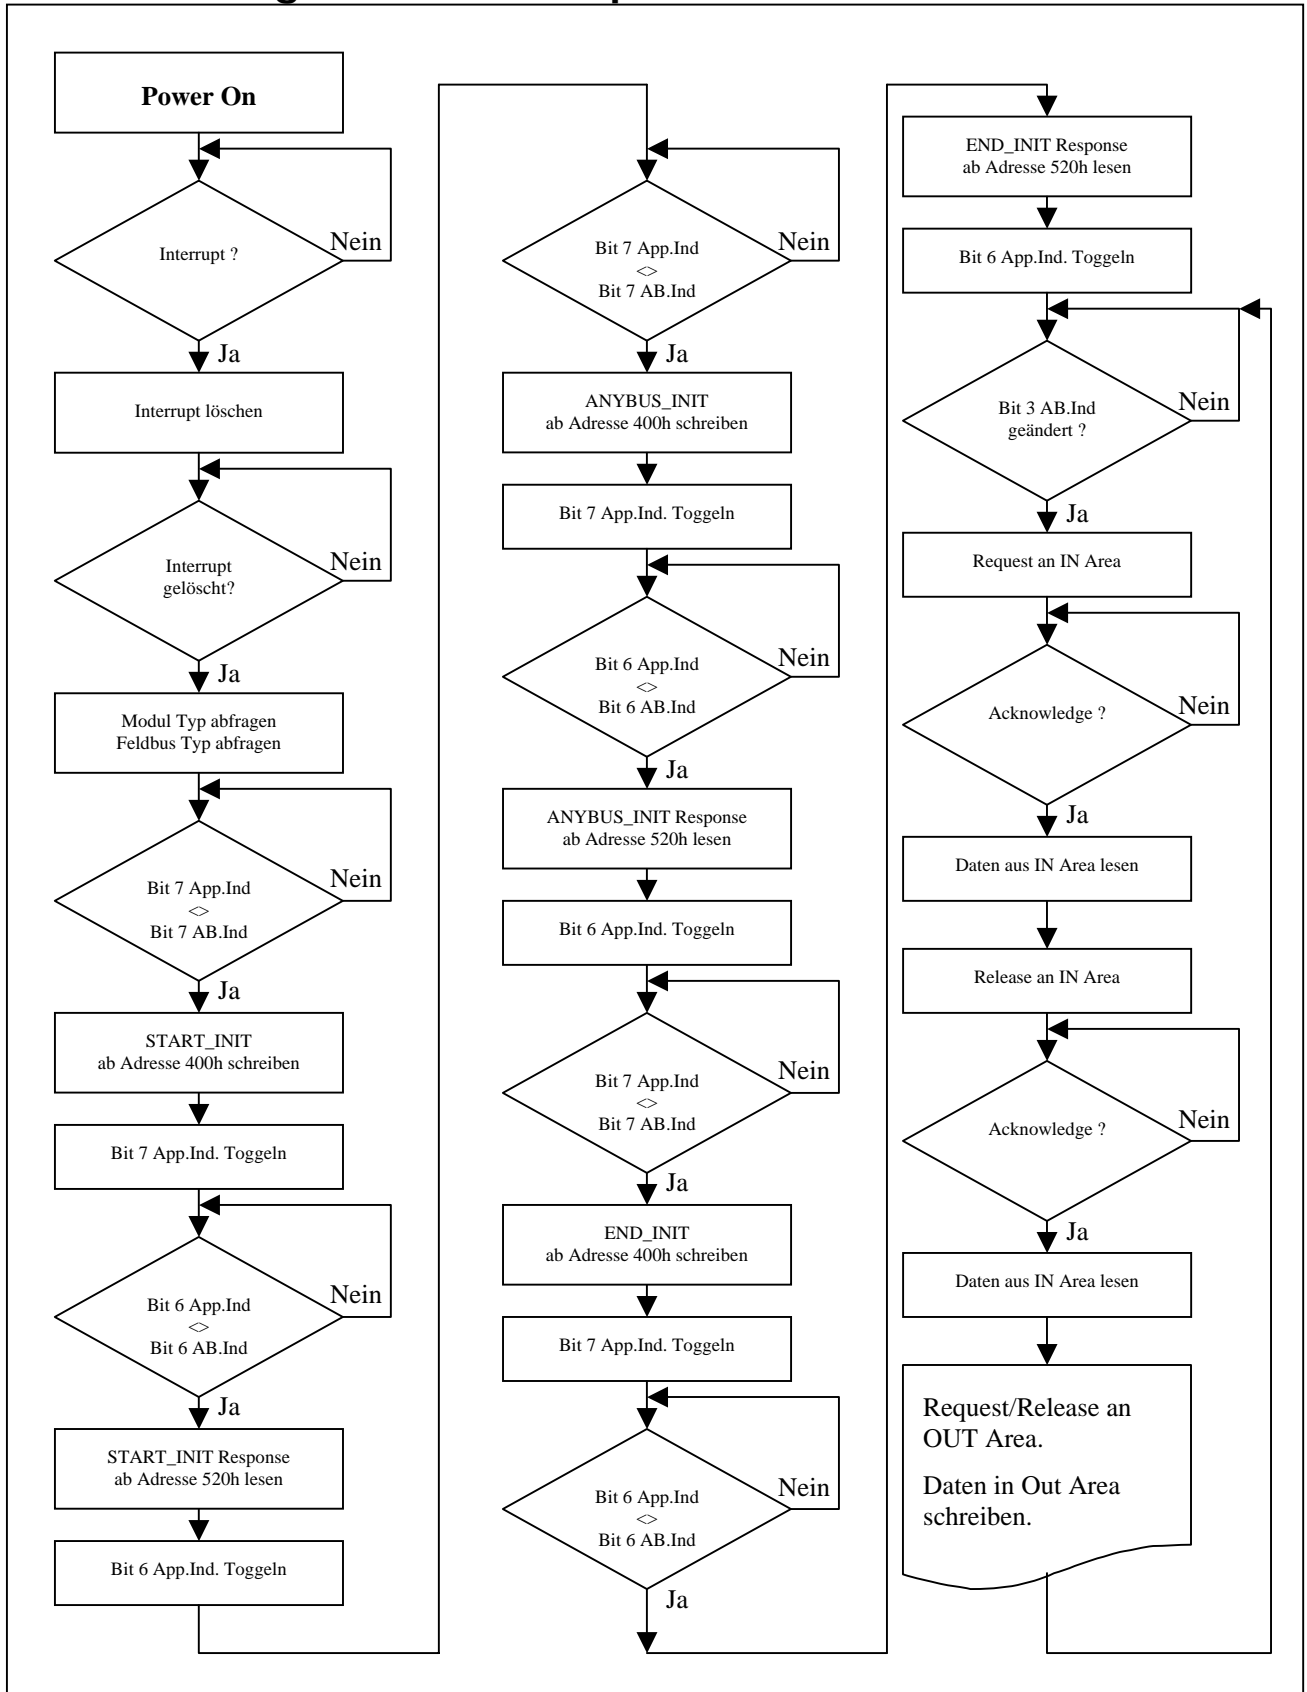 Power On
Interrupt ?
Nein
Ja
Interrupt löschen
Interrupt
gelöscht?
Nein
Ja
Modul Typ abfragen
Feldbus Typ abfragen
Bit 7 App.Ind
<>
Bit 7 AB.Ind
Nein
Ja
START_INIT
ab Adresse 400h schreiben
Bit 7 App.Ind. Toggeln
Bit 6 App.Ind
<>
Bit 6 AB.Ind
Nein
Ja
START_INIT Response
ab Adresse 520h lesen
Bit 6 App.Ind. Toggeln
Bit 7 App.Ind
<>
Bit 7 AB.Ind
Nein
Ja
ANYBUS_INIT
ab Adresse 400h schreiben
Bit 7 App.Ind. Toggeln
Bit 6 App.Ind
<>
Bit 6 AB.Ind
Nein
Ja
ANYBUS_INIT Response
ab Adresse 520h lesen
Bit 6 App.Ind. Toggeln
Bit 7 App.Ind
<>
Bit 7 AB.Ind
Nein
Ja
END_INIT
ab Adresse 400h schreiben
Bit 7 App.Ind. Toggeln
Bit 6 App.Ind
<>
Bit 6 AB.Ind
Nein
Ja
END_INIT Response
ab Adresse 520h lesen
Bit 6 App.Ind. Toggeln
Bit 3 AB.Ind
geändert ?
Nein
Ja
Request an IN Area
Acknowledge ?
Nein
Ja
Daten aus IN Area lesen
Release an IN Area
Acknowledge ?
Nein
Ja
Daten aus IN Area lesen
Request/Release an
OUT Area.
Daten in Out Area
schreiben.